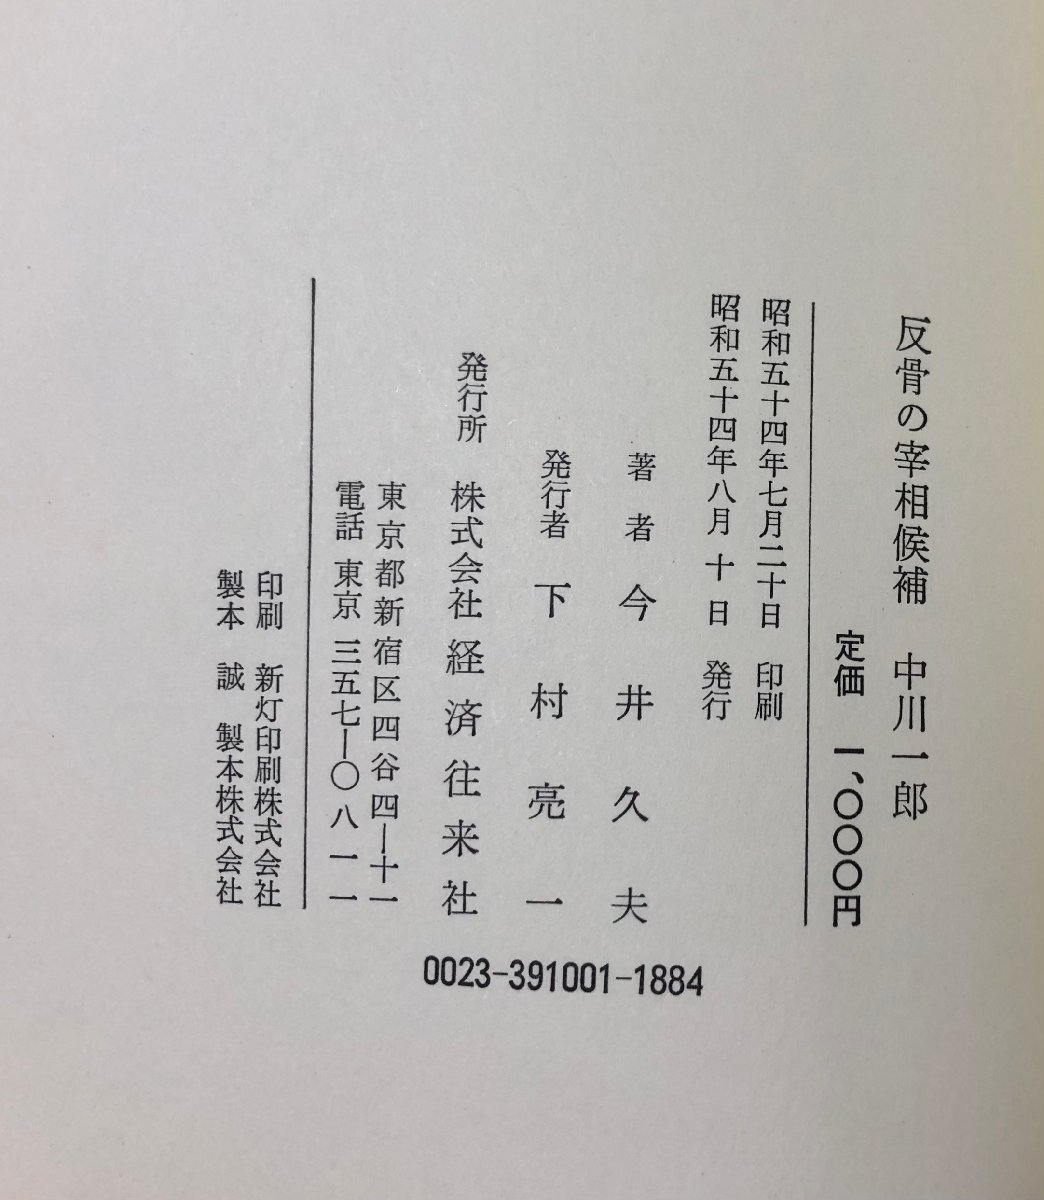 反骨の宰相候補 中川一郎
定価 一、〇〇〇円
昭和五十四年七月二十日 印刷
昭和五十四年八月 十 日 発行
著 者 今 井 久 夫
発行者 下 村 亮 一
発行所 株式会社 経 済 往 来 社
東京都新宿区四谷四―十一
電話 東京 三五七―〇八一一
印刷 新灯印刷株式会社
製本 誠 製本株式会社
0023-391001-1884